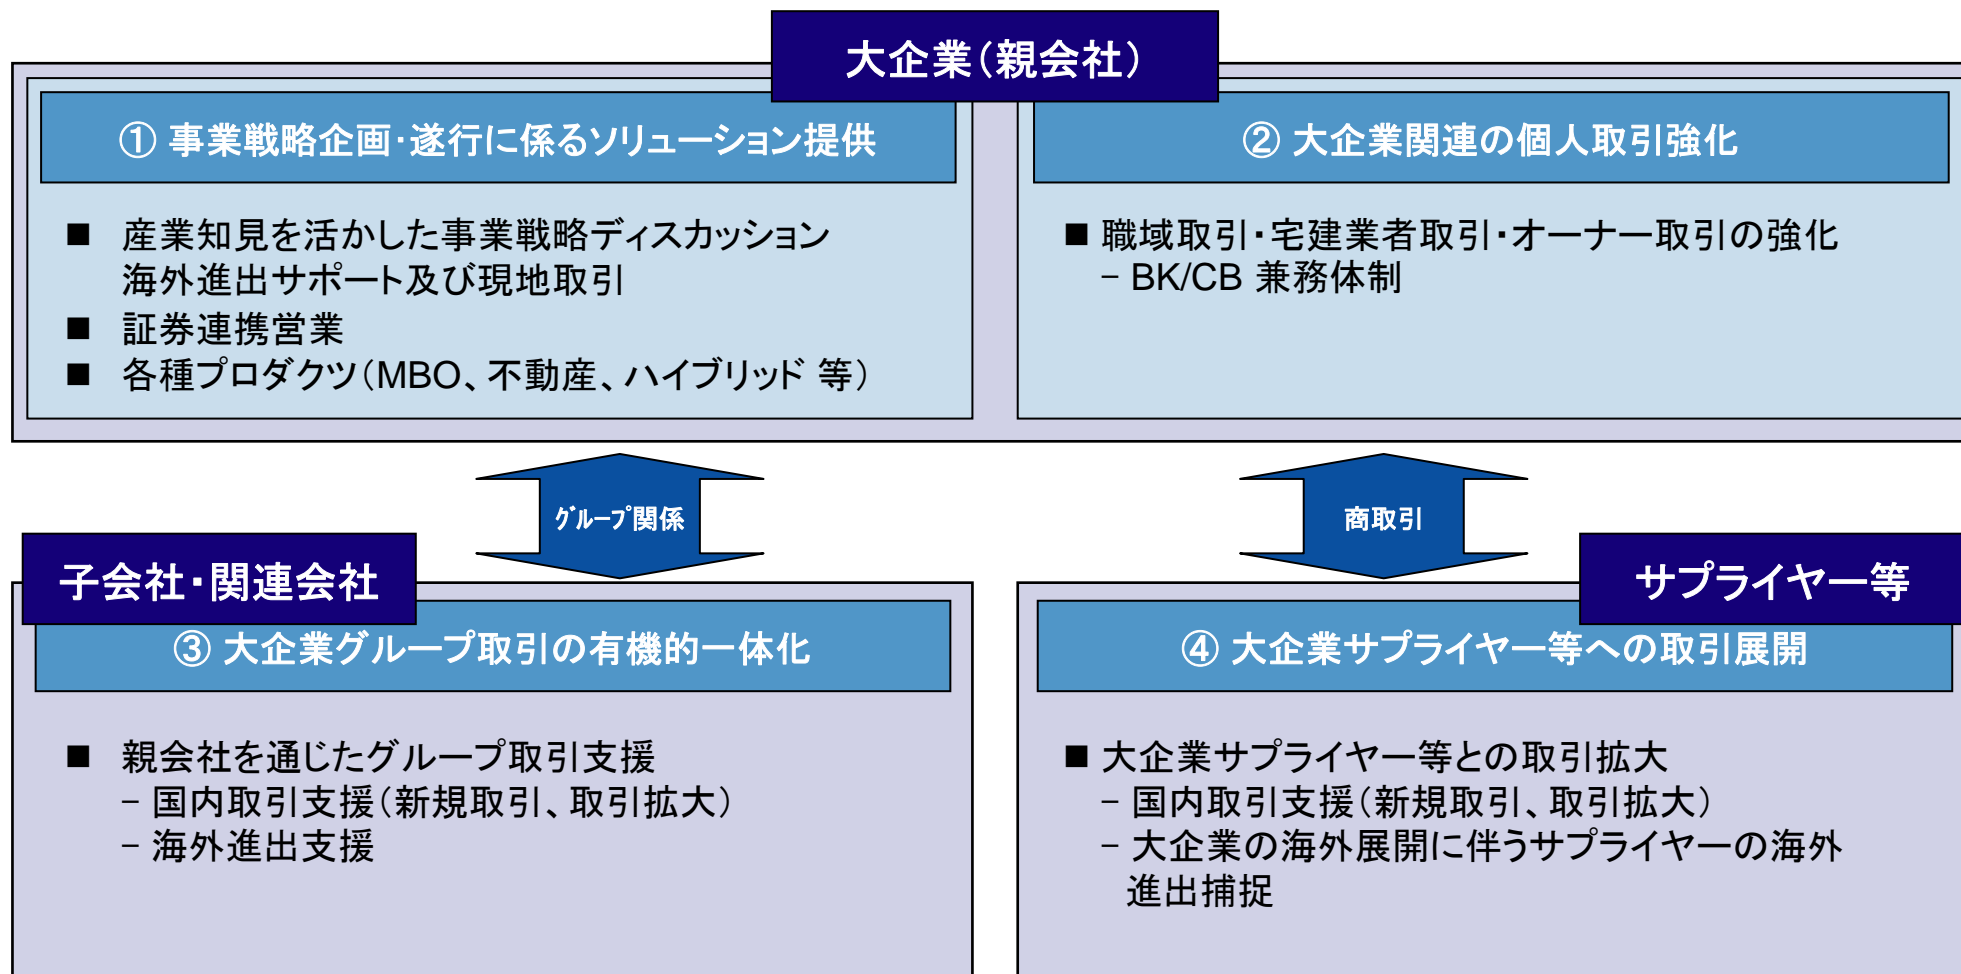 大企業（親会社）
① 事業戦略企画・遂行に係るソリューション提供
■ 産業知見を活かした事業戦略ディスカッション
海外進出サポート及び現地取引
■ 証券連携営業
■ 各種プロダクツ（MBO、不動産、ハイブリッド 等）
② 大企業関連の個人取引強化
■ 職域取引・宅建業者取引・オーナー取引の強化
− BK/CB 兼務体制
ｸﾞﾙｰﾌﾟ関係
商取引
子会社・関連会社
③ 大企業グループ取引の有機的一体化
■ 親会社を通じたグループ取引支援
− 国内取引支援（新規取引、取引拡大）
− 海外進出支援
サプライヤー等
④ 大企業サプライヤー等への取引展開
■ 大企業サプライヤー等との取引拡大
− 国内取引支援（新規取引、取引拡大）
− 大企業の海外展開に伴うサプライヤーの海外
進出捕捉